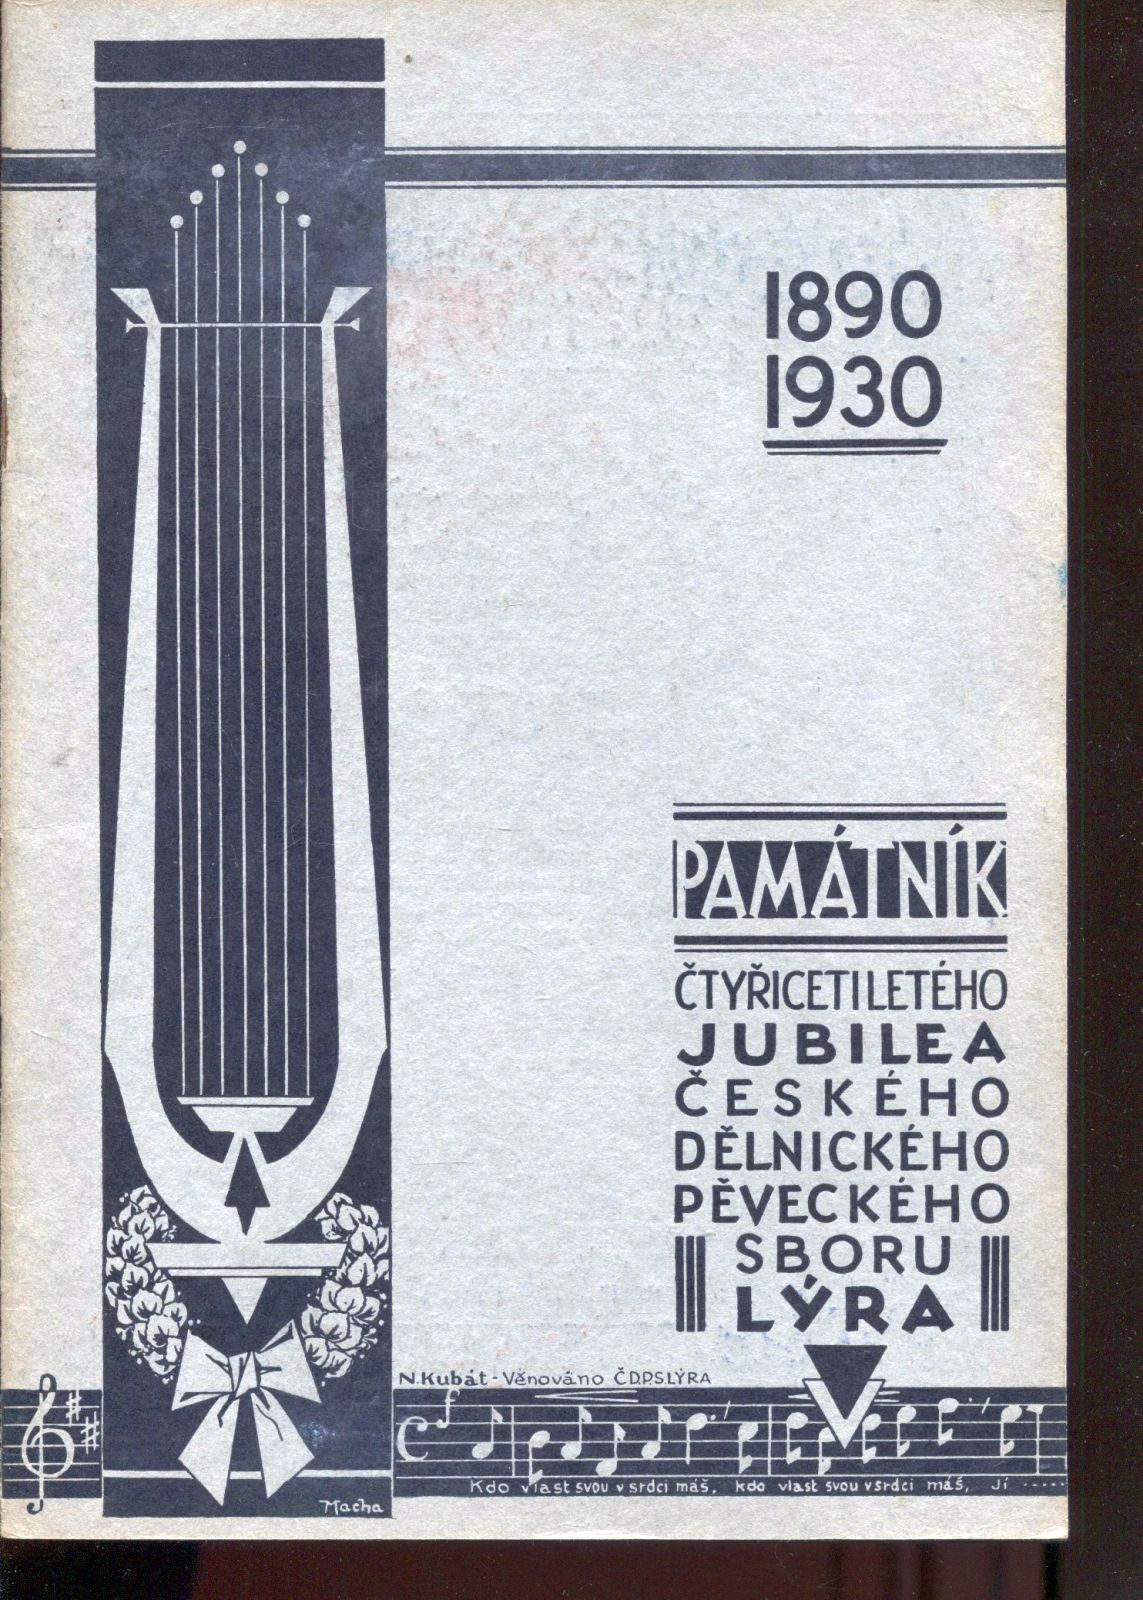 1890
1930
PAMÁTNÍK
ČTYŘICETILETÉHO
JUBILEA
ČESKÉHO
DĚLNICKÉHO
PĚVECKÉHO
SBORU
LÝRA
N.Kubát - Věnováno Č.D.P.S.LÝRA
f
Kdo vlast svou v srdci máš, kdo vlast svou v srdci máš, Jí .....
Macha